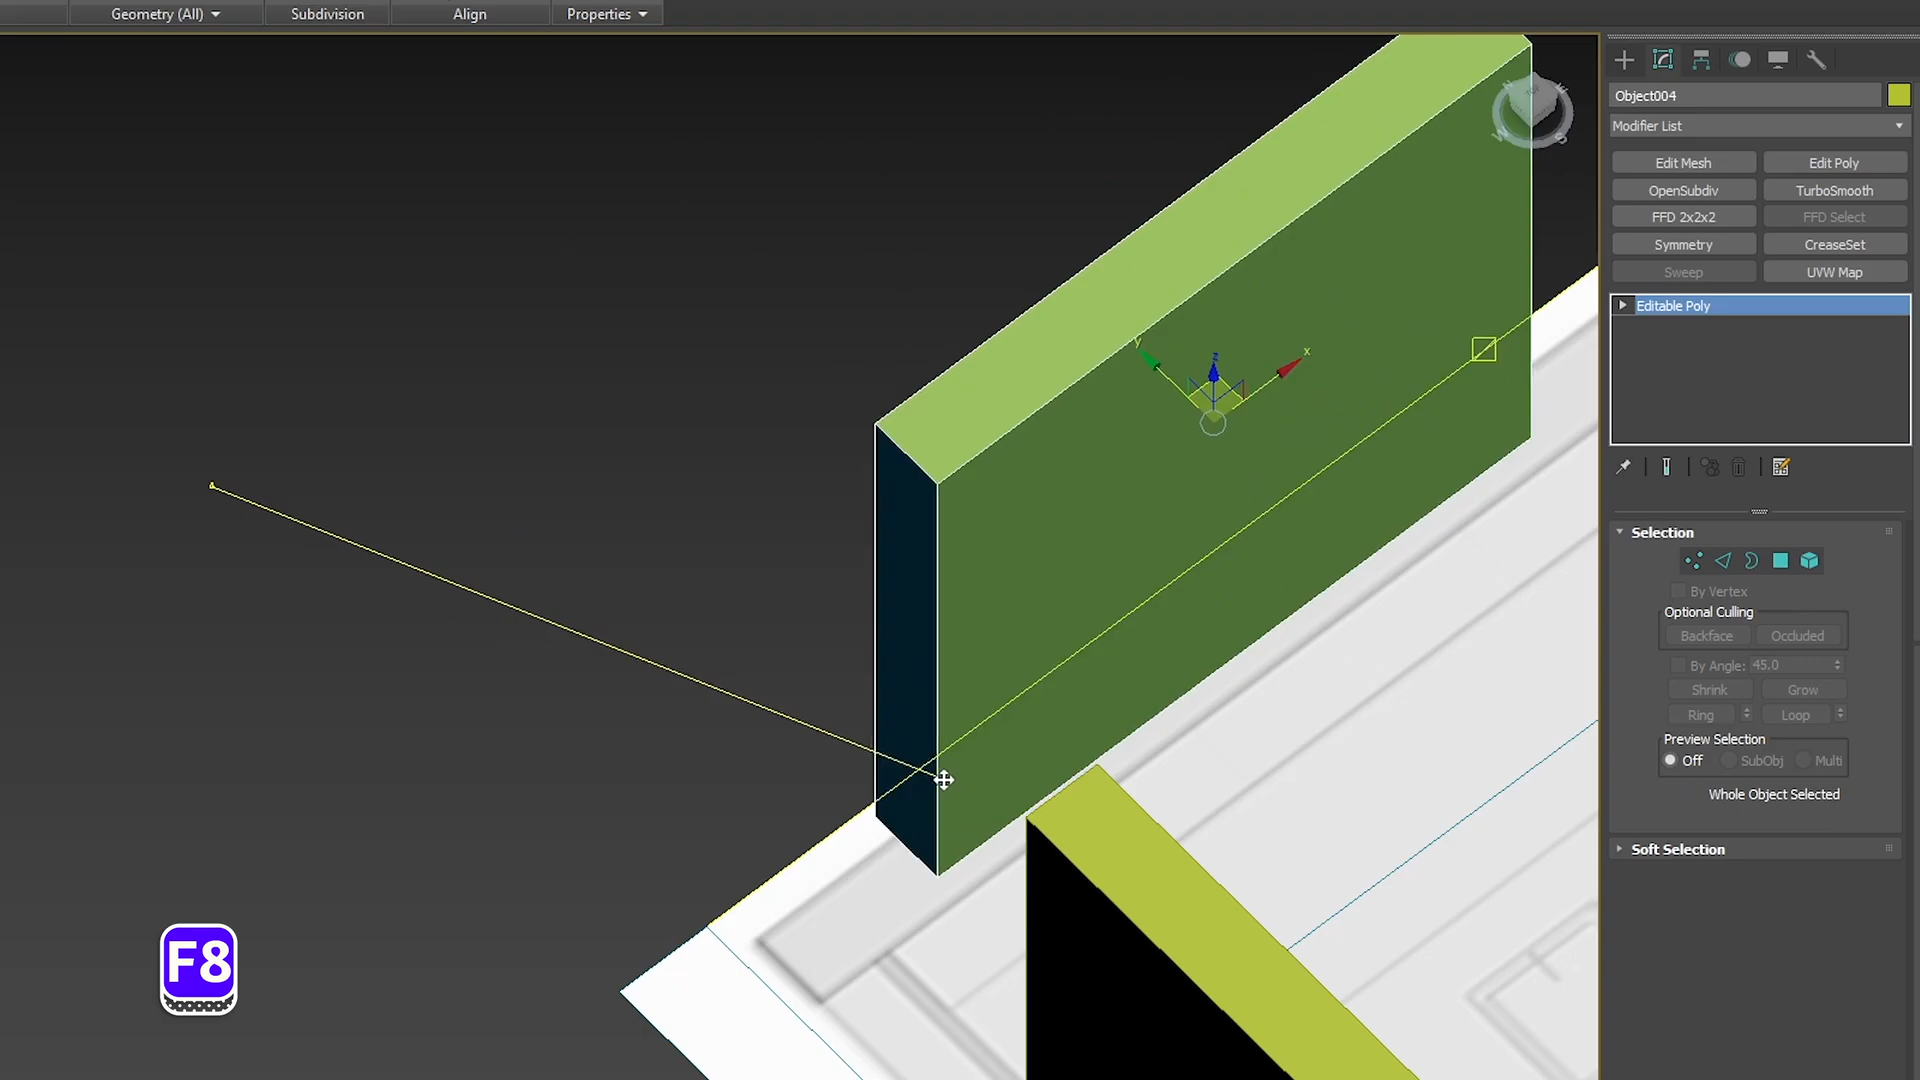 Geometry (All)
Subdivision
Align
Properties
Object004
Modifier List
Edit Mesh
Edit Poly
OpenSubdiv
TurboSmooth
FFD 2x2x2
FFD Select
Symmetry
CreaseSet
Sweep
UVW Map
Editable Poly
Selection
By Vertex
Optional Culling
Backface
Occluded
By Angle: 45.0
Shrink
Grow
Ring
Loop
Preview Selection
Off
SubObj
Multi
Whole Object Selected
Soft Selection
y
z
x
N
E
W
S
TOP
F8